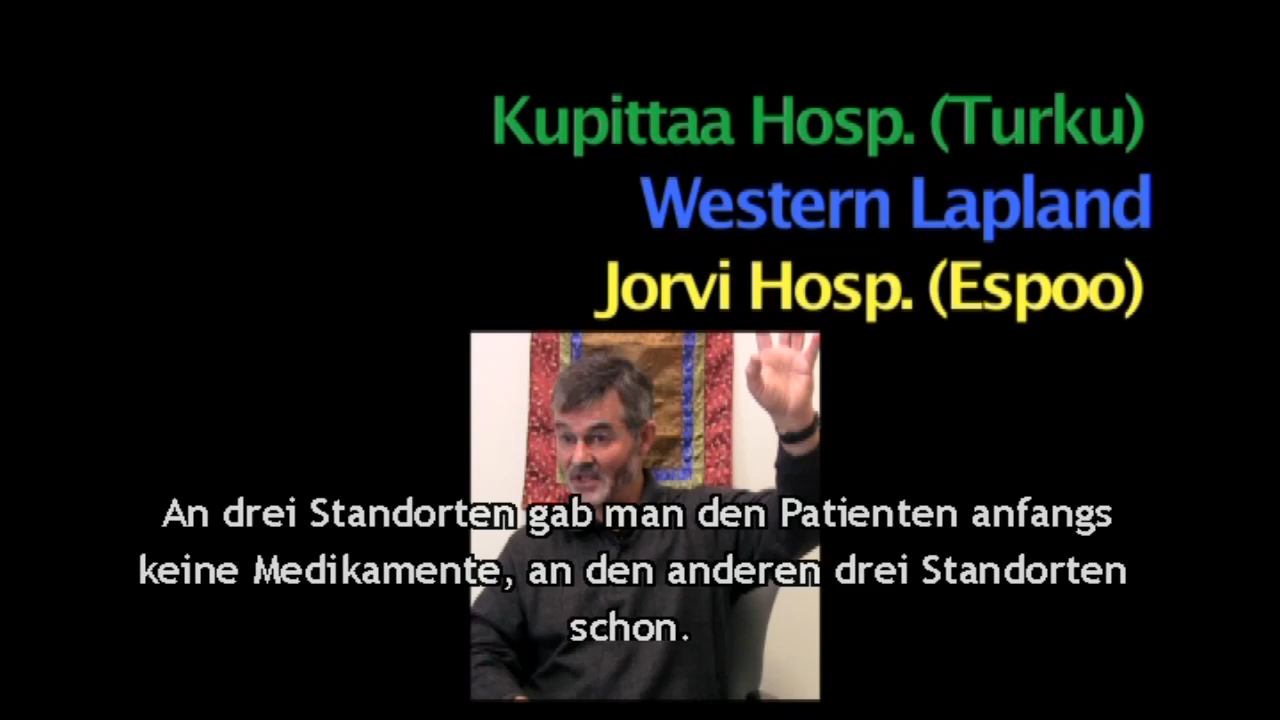 Kupittaa Hosp. (Turku)
Western Lapland
Jorvi Hosp. (Espoo)
An drei Standorten gab man den Patienten anfangs
keine Medikamente, an den anderen drei Standorten
schon.